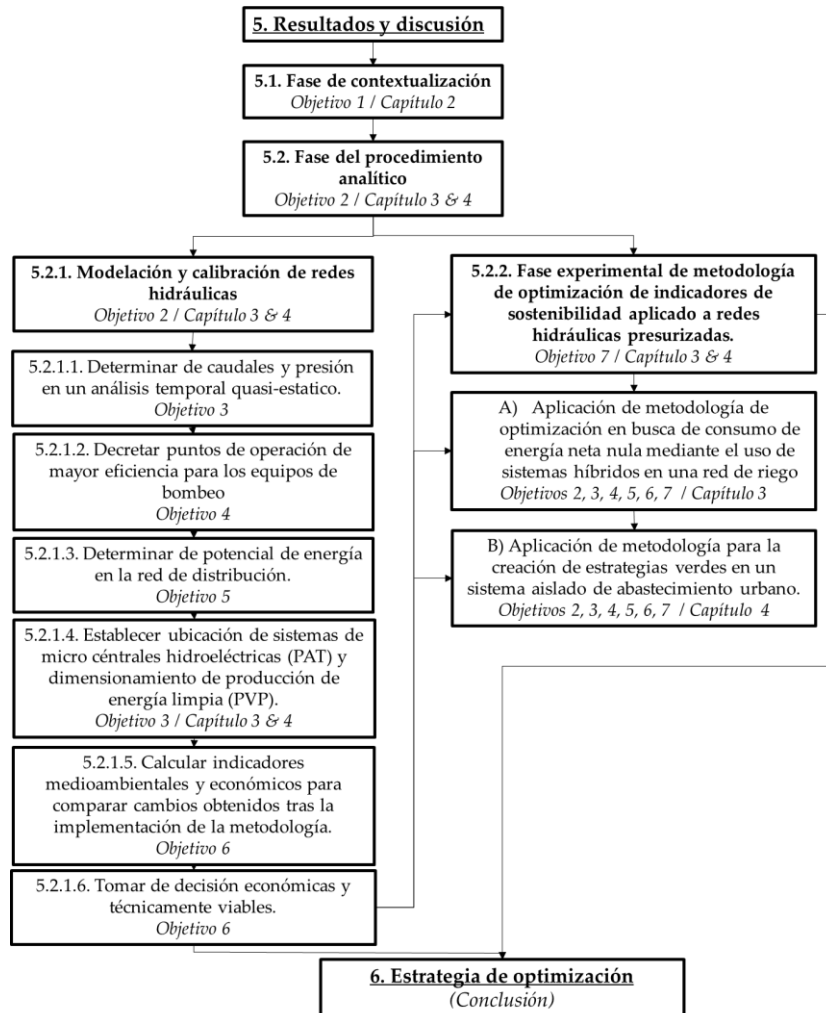 5. Resultados y discusión
5.1. Fase de contextualización
Objetivo 1 / Capítulo 2
5.2. Fase del procedimiento
analítico
Objetivo 2 / Capítulo 3 & 4
5.2.1. Modelación y calibración de redes
hidráulicas
Objetivo 2 / Capítulo 3 & 4
5.2.1.1. Determinar de caudales y presión
en un análisis temporal quasi-estatico.
Objetivo 3
5.2.1.2. Decretar puntos de operación de
mayor eficiencia para los equipos de
bombeo
Objetivo 4
5.2.1.3. Determinar de potencial de energía
en la red de distribución.
Objetivo 5
5.2.1.4. Establecer ubicación de sistemas de
micro céntrales hidroeléctricas (PAT) y
dimensionamiento de producción de
energía limpia (PVP).
Objetivo 3 / Capítulo 3 & 4
5.2.1.5. Calcular indicadores
medioambientales y económicos para
comparar cambios obtenidos tras la
implementación de la metodología.
Objetivo 6
5.2.1.6. Tomar de decisión económicas y
técnicamente viables.
Objetivo 6
5.2.2. Fase experimental de metodología
de optimización de indicadores de
sostenibilidad aplicado a redes
hidráulicas presurizadas.
Objetivo 7 / Capítulo 3 & 4
A) Aplicación de metodología de
optimización en busca de consumo de
energía neta nula mediante el uso de
sistemas híbridos en una red de riego
Objetivos 2, 3, 4, 5, 6, 7 / Capítulo 3
B) Aplicación de metodología para la
creación de estrategias verdes en un
sistema aislado de abastecimiento urbano.
Objetivos 2, 3, 4, 5, 6, 7 / Capítulo 4
6. Estrategia de optimización
(Conclusión)